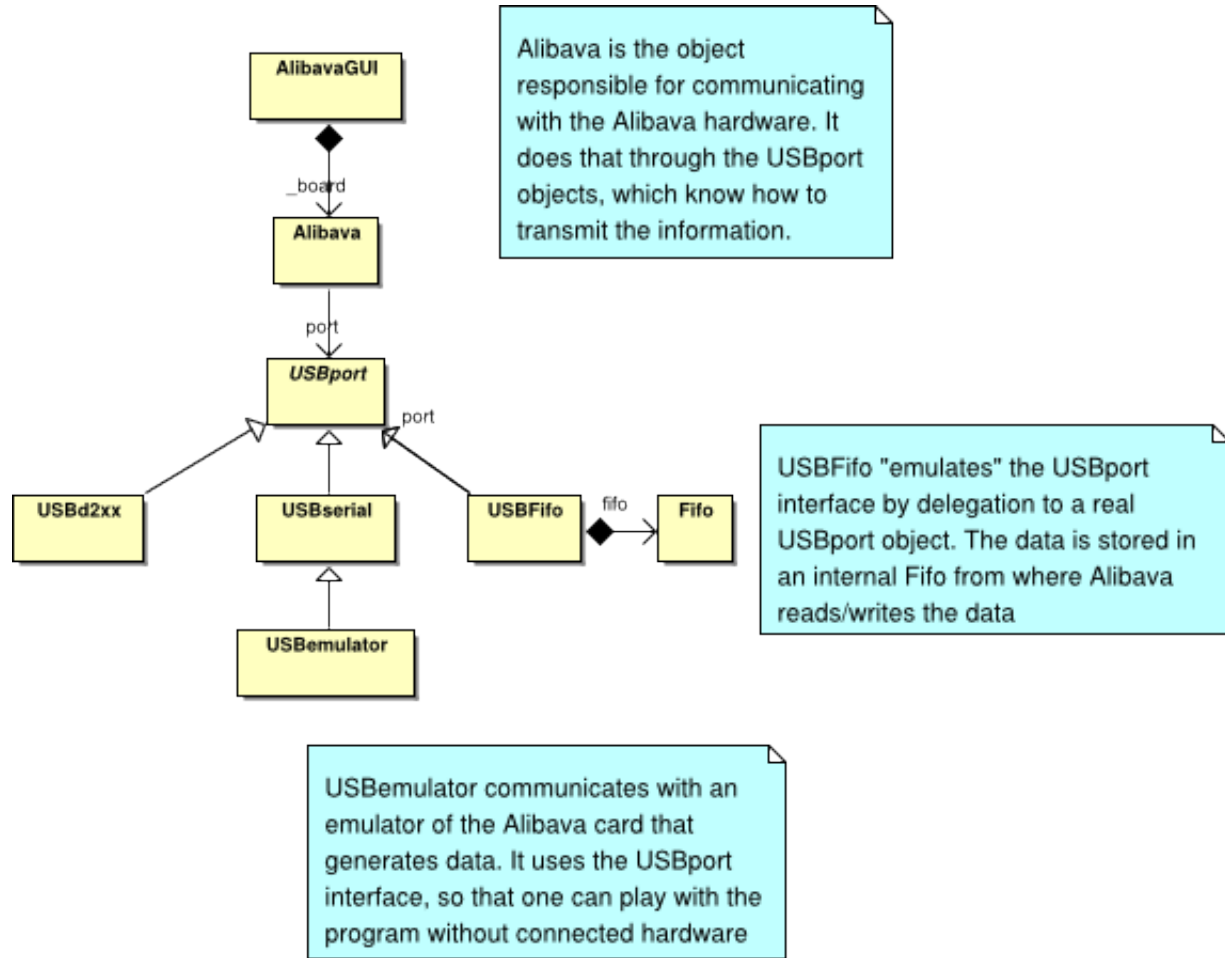 AlibavaGUI
Alibava is the object
responsible for communicating
with the Alibava hardware. It
does that through the USBport
objects, which know how to
transmit the information.
_board
Alibava
port
USBport
port
USBd2xx
USBserial
USBFifo
fifo
Fifo
USBFifo "emulates" the USBport
interface by delegation to a real
USBport object. The data is stored in
an internal Fifo from where Alibava
reads/writes the data
USBemulator
USBemulator communicates with an
emulator of the Alibava card that
generates data. It uses the USBport
interface, so that one can play with the
program without connected hardware